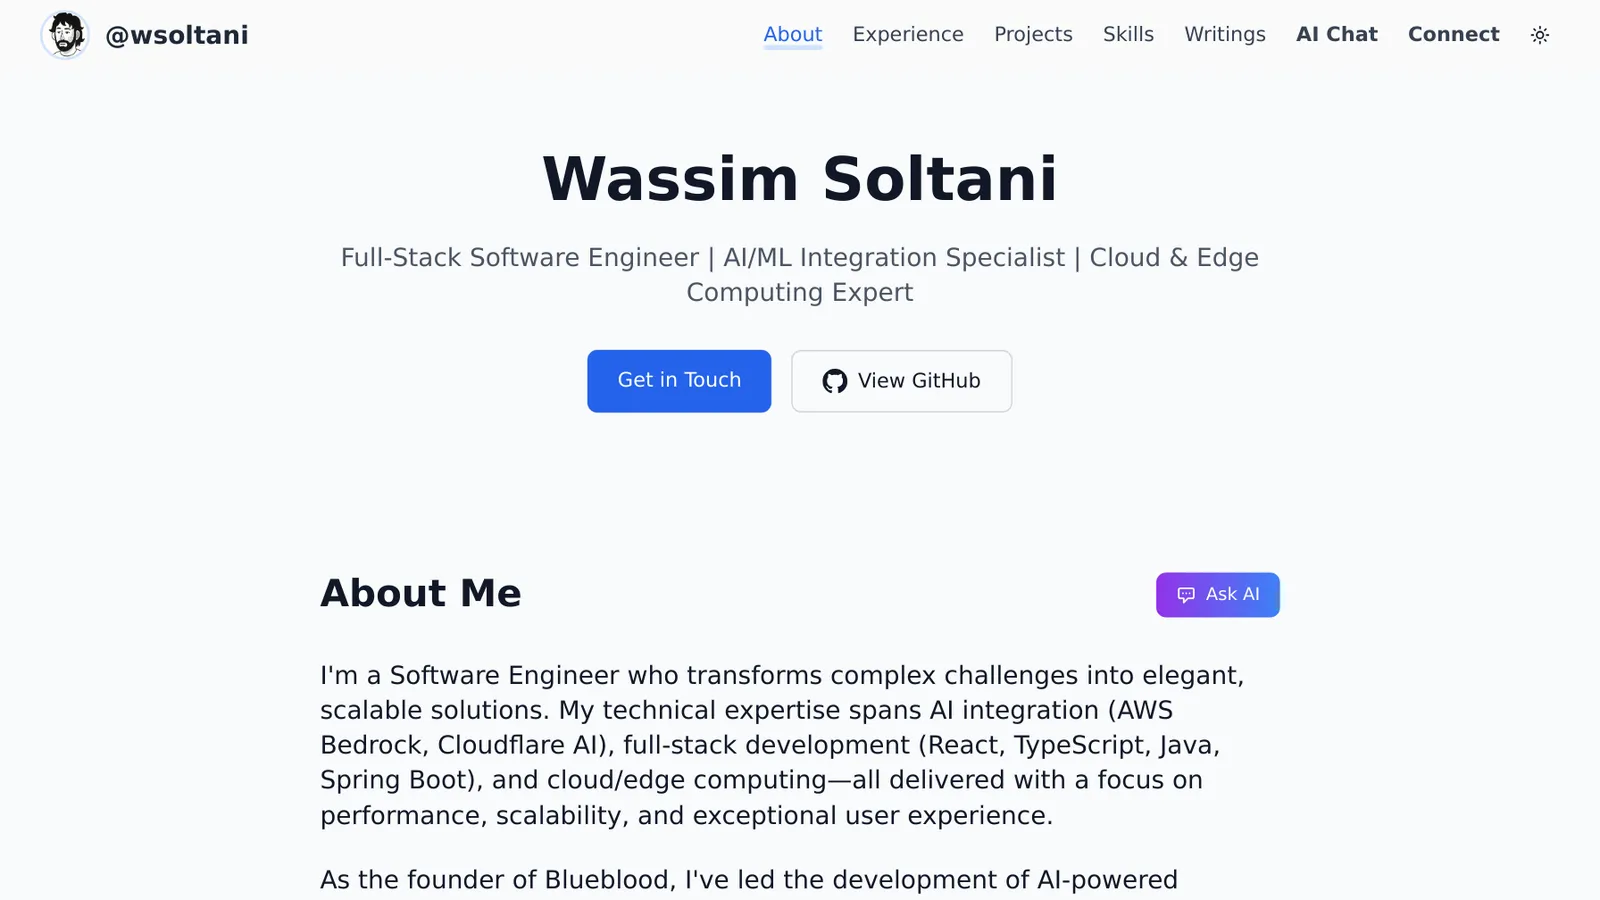 @wsoltani
About
Experience
Projects
Skills
Writings
AI Chat
Connect
Wassim Soltani
Full-Stack Software Engineer | AI/ML Integration Specialist | Cloud & Edge
Computing Expert
Get in Touch
View GitHub
About Me
Ask AI
I'm a Software Engineer who transforms complex challenges into elegant,
scalable solutions. My technical expertise spans AI integration (AWS
Bedrock, Cloudflare AI), full-stack development (React, TypeScript, Java,
Spring Boot), and cloud/edge computing—all delivered with a focus on
performance, scalability, and exceptional user experience.
As the founder of Blueblood, I've led the development of AI-powered